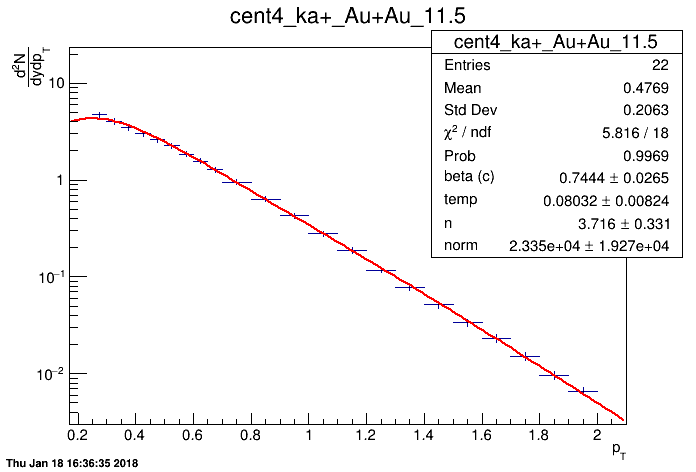 cent4_ka+_Au+Au_11.5
cent4_ka+_Au+Au_11.5
Entries 22
Mean 0.4769
Std Dev 0.2063
χ² / ndf 5.816 / 18
Prob 0.9969
beta (c) 0.7444 ± 0.0265
temp 0.08032 ± 0.00824
n 3.716 ± 0.331
norm 2.335e+04 ± 1.927e+04
d²N
dydp_T
10
1
10⁻¹
10⁻²
0.2 0.4 0.6 0.8 1 1.2 1.4 1.6 1.8 2
p_T
Thu Jan 18 16:36:35 2018